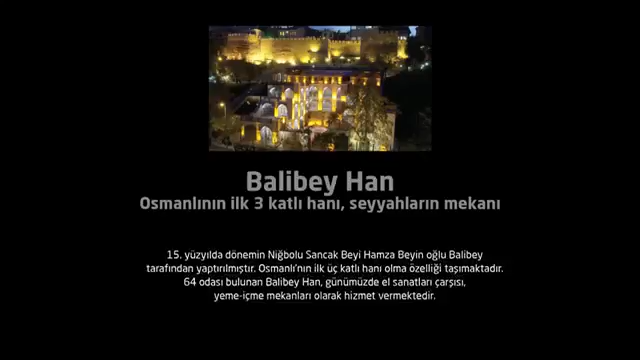 Balibey Han
Osmanlının ilk 3 katlı hanı, seyyahların mekanı
15. yüzyılda dönemin Niğbolu Sancak Beyi Hamza Beyin oğlu Balibey
tarafından yaptırılmıştır. Osmanlı'nın ilk üç katlı hanı olma özelliği taşımaktadır.
64 odası bulunan Balibey Han, günümüzde el sanatları çarşısı,
yeme-içme mekanları olarak hizmet vermektedir.